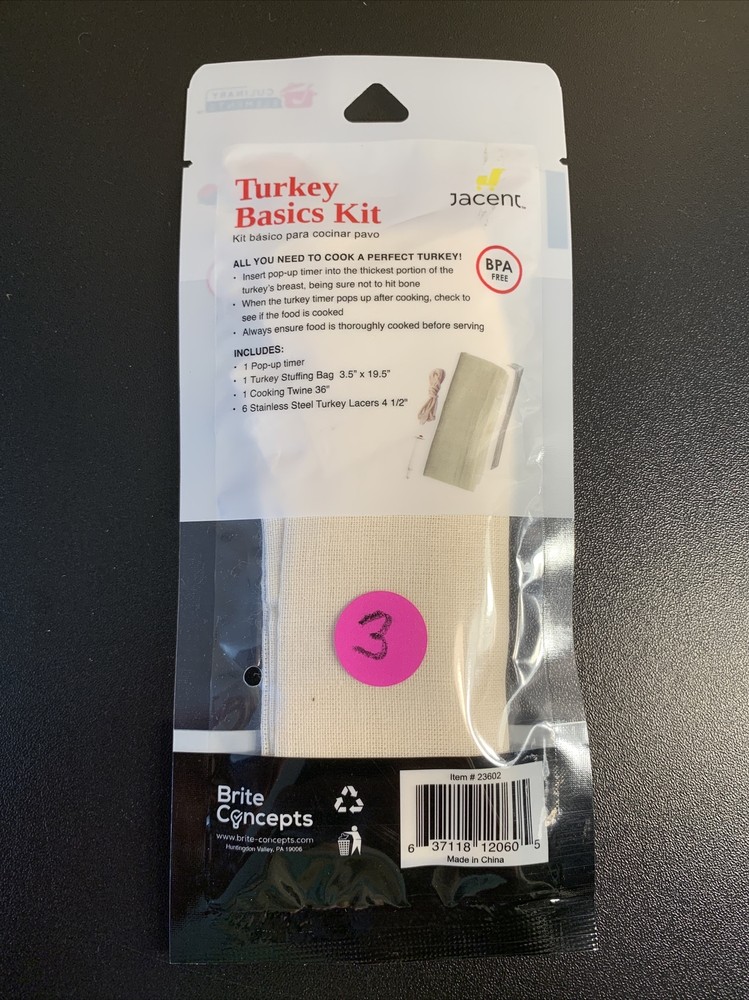 Turkey
Basics Kit
Kit básico para cocinar pavo
Jacent
ALL YOU NEED TO COOK A PERFECT TURKEY!
• Insert pop-up timer into the thickest portion of the
turkey's breast, being sure not to hit bone
• When the turkey timer pops up after cooking, check to
see if the food is cooked
• Always ensure food is thoroughly cooked before serving
BPA
FREE
INCLUDES:
• 1 Pop-up timer
• 1 Turkey Stuffing Bag 3.5" x 19.5"
• 1 Cooking Twine 36"
• 6 Stainless Steel Turkey Lacers 4 1/2"
3
Brite
Concepts
www.brite-concepts.com
Huntingdon Valley, PA 19006
Item # 23602
6 37118 12060 5
Made in China